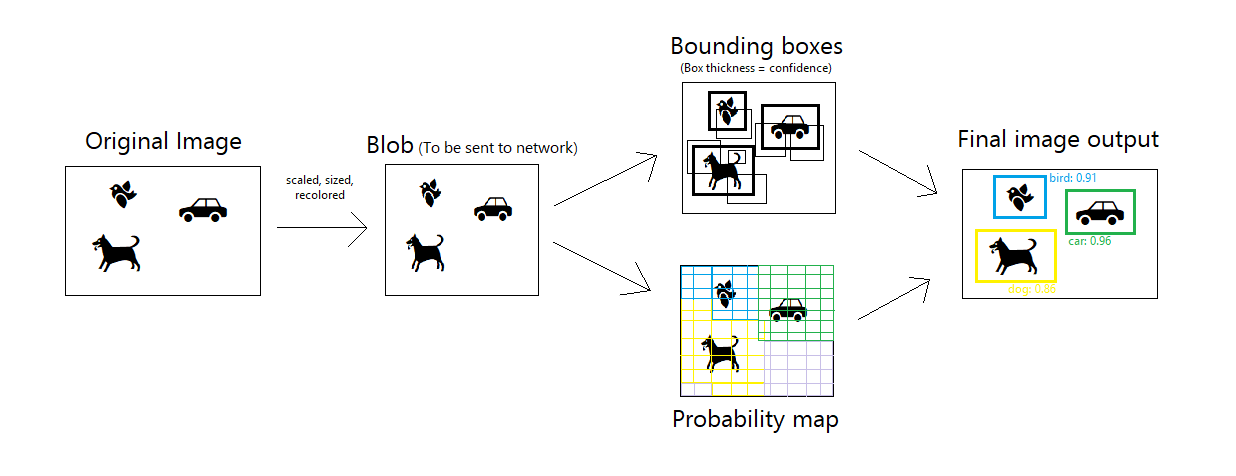 Original Image
scaled, sized,
recolored
Blob (To be sent to network)
Bounding boxes
(Box thickness = confidence)
Probability map
Final image output
bird: 0.91
car: 0.96
dog: 0.86